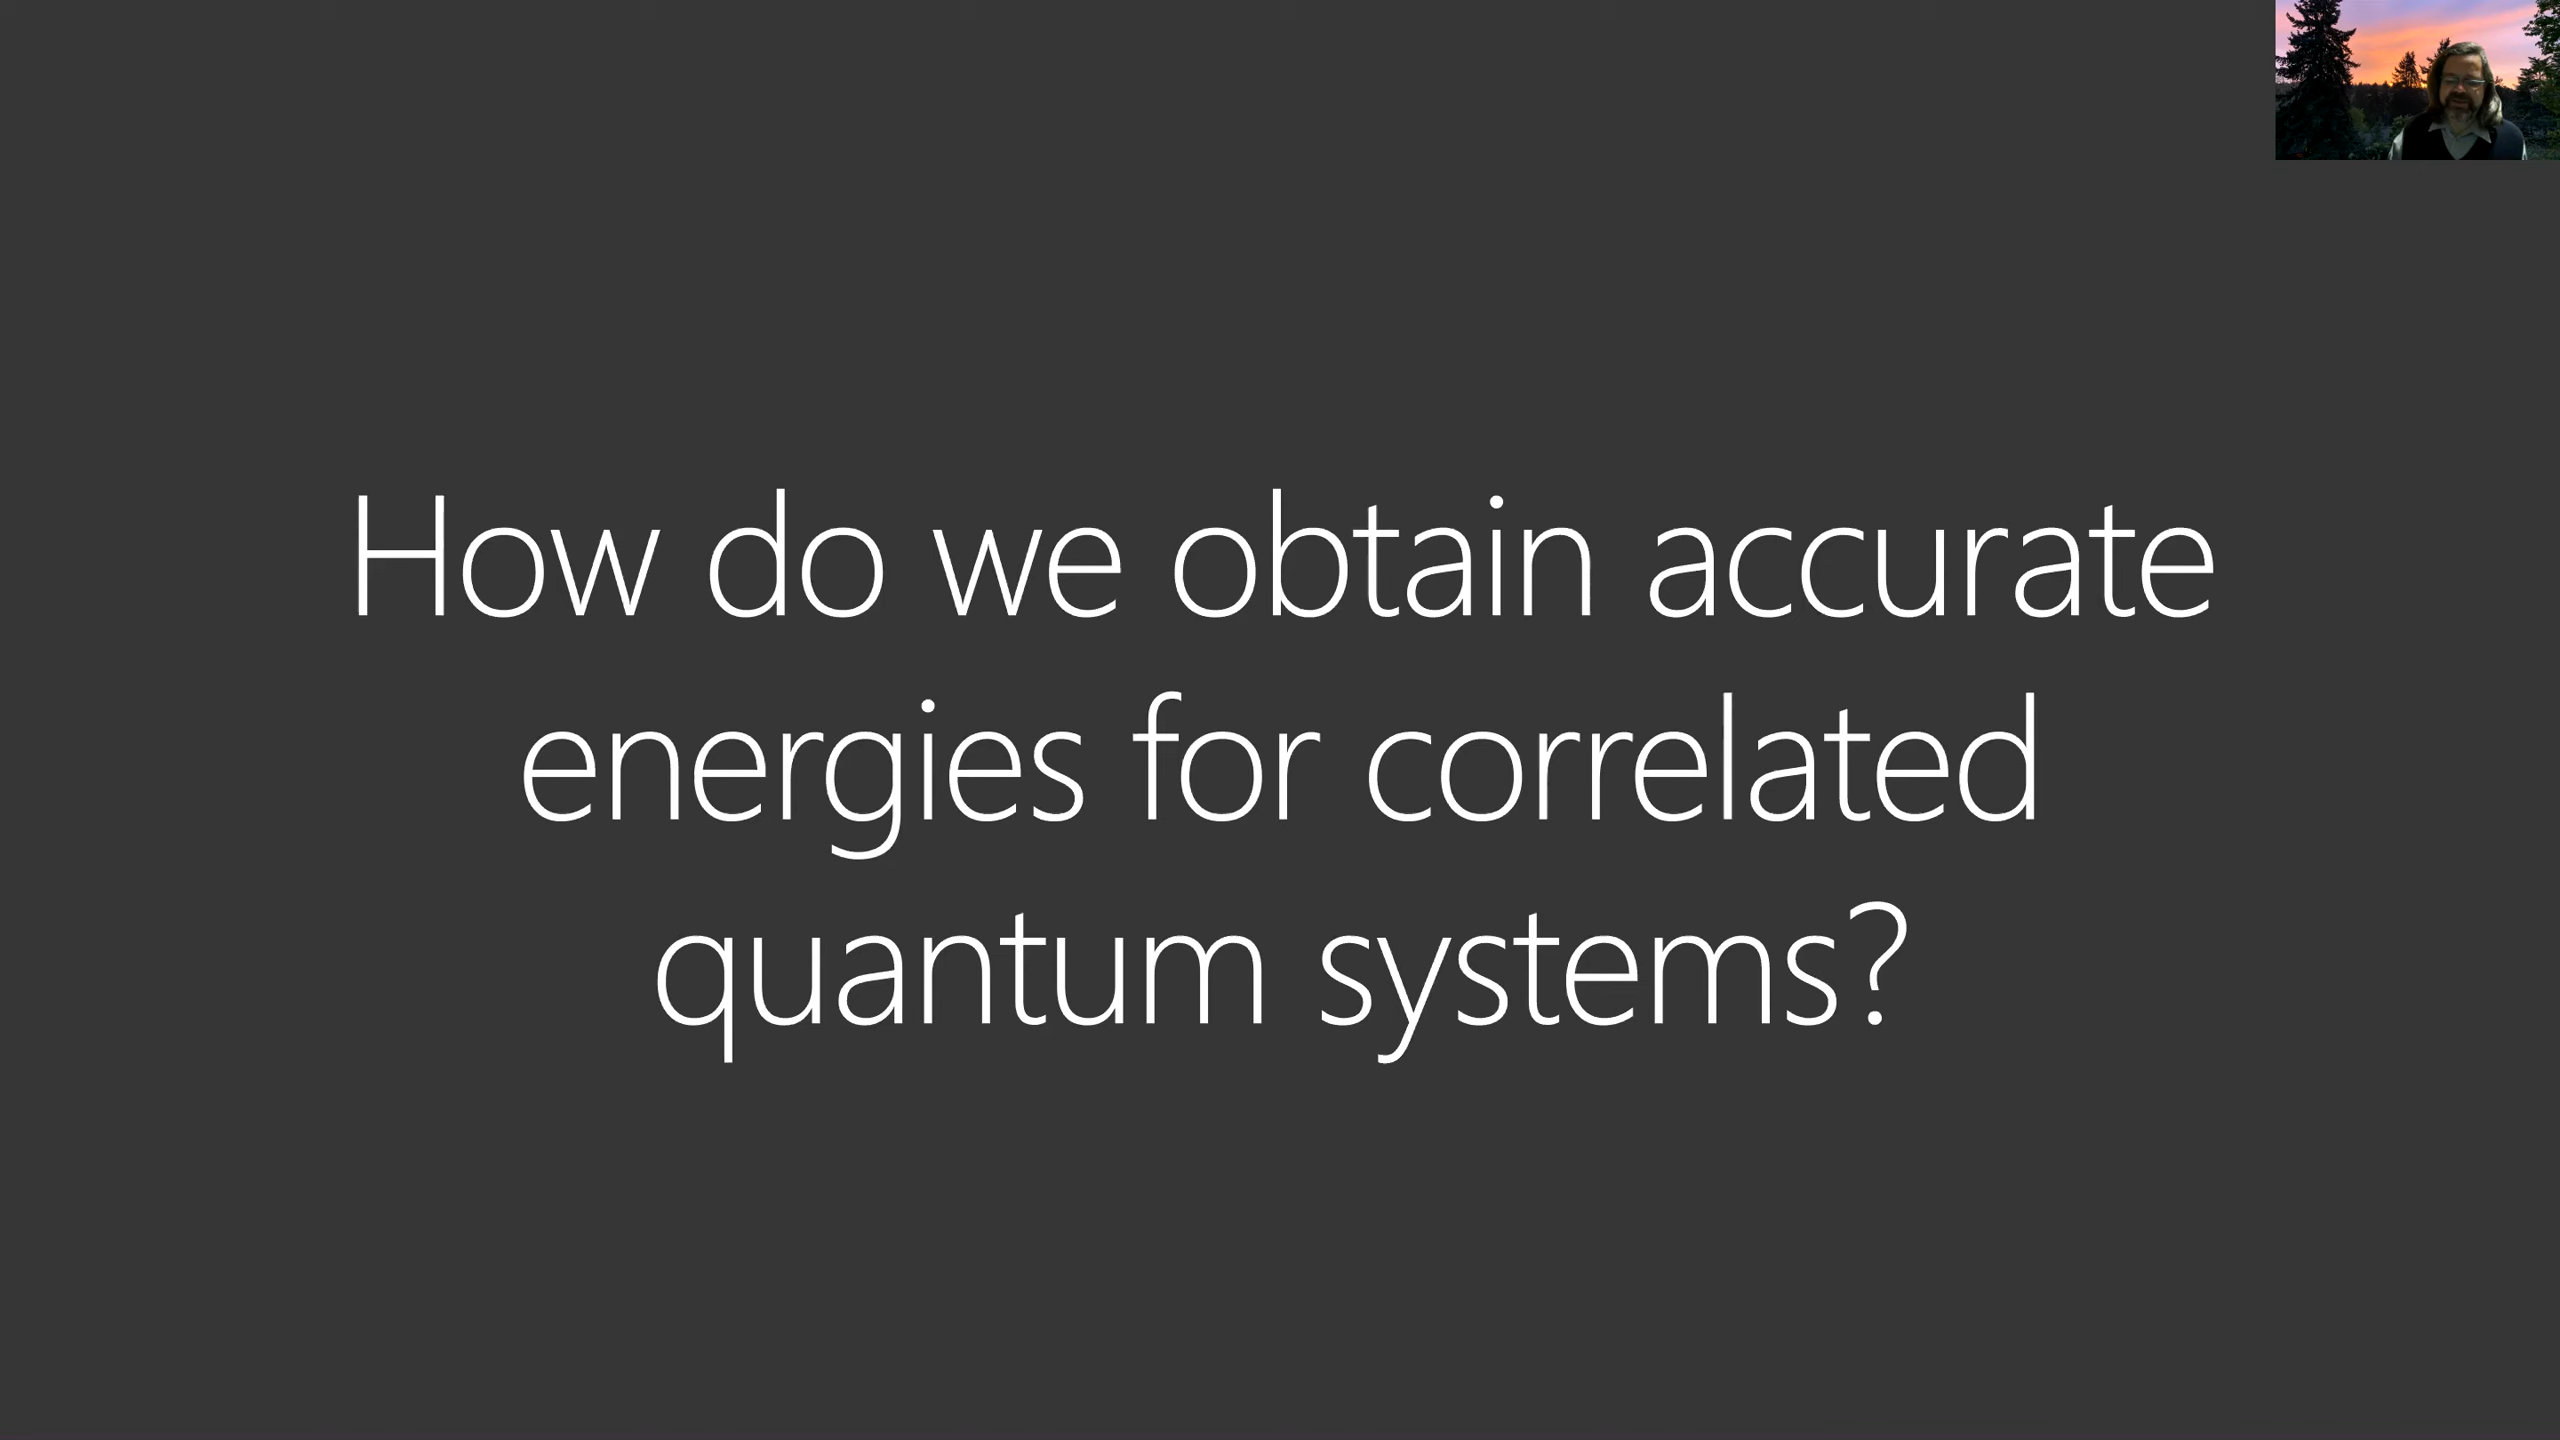 How do we obtain accurate
energies for correlated
quantum systems?